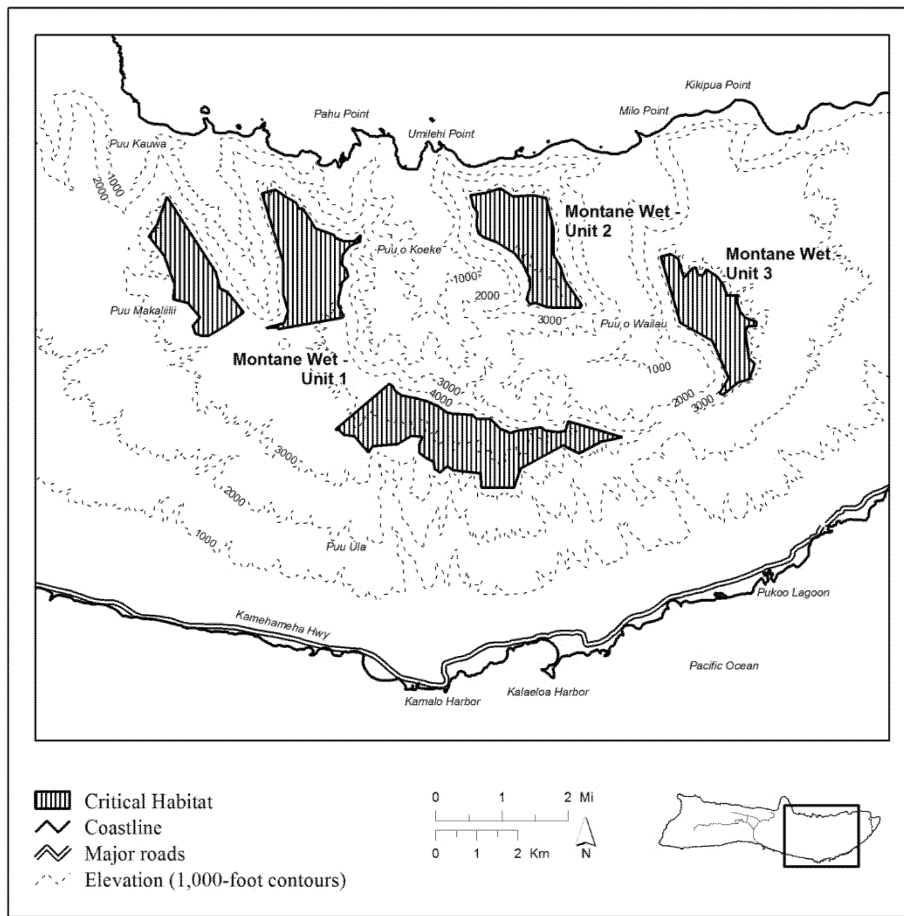 Kikipua Point
Pahu Point
Milo Point
Umilehi Point
Puu Kauwa
1000
2000
Montane Wet -
Unit 2
Puu o Koeke
Montane Wet -
Unit 3
1000
2000
Puu Makaliilii
3000
Puu o Wailau
Montane Wet -
Unit 1
1000
3000
4000
2000
3000
3000
2000
1000
Puu Ula
Pukoo Lagoon
Kamehameha Hwy
Pacific Ocean
Kamalo Harbor
Kalaeloa Harbor
Critical Habitat
Coastline
Major roads
Elevation (1,000-foot contours)
0 1 2 Mi
0 1 2 Km
N